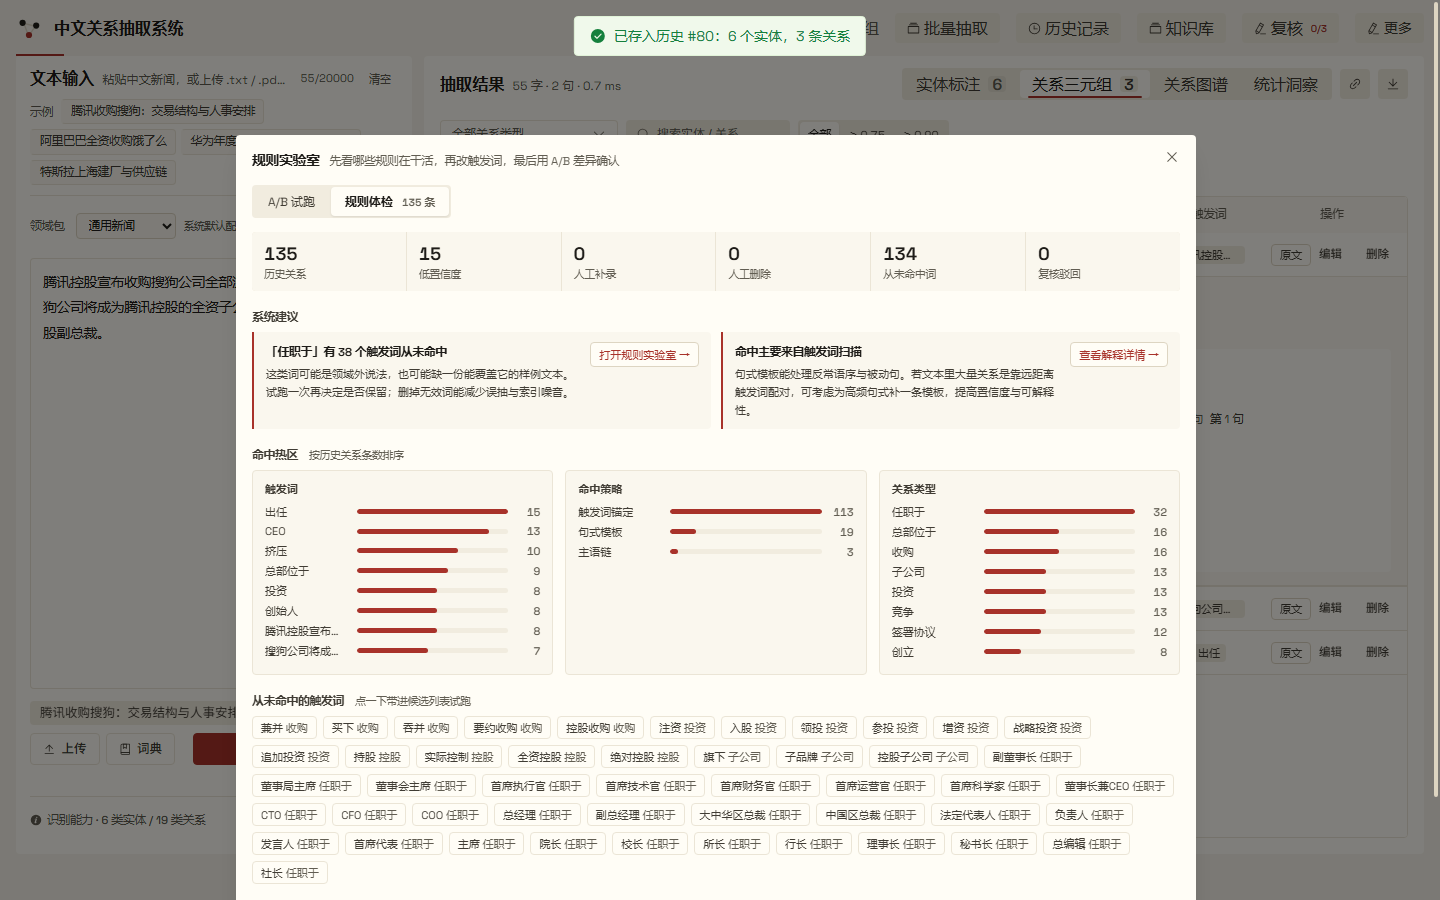 中文关系抽取系统
已存入历史 #80：6 个实体，3 条关系
组
批量抽取
历史记录
知识库
复核 0/3
更多
文本输入 粘贴中文新闻，或上传 .txt / .pd... 55/20000 清空
抽取结果 55 字 · 2 句 · 0.7 ms
实体标注 6
关系三元组 3
关系图谱
统计洞察
示例 腾讯收购搜狗：交易结构与人事安排
阿里巴巴全资收购饿了么 华为年度
特斯拉上海建厂与供应链
全部关系类型 搜索实体 / 关系 全部 ≥ 0.75 ≥ 0.90
领域包 通用新闻 系统默认配
腾讯控股宣布收购搜狗公司全部
狗公司将成为腾讯控股的全资子公
股副总裁。
腾讯收购搜狗：交易结构与人事安排
上传 词典
识别能力 · 6 类实体 / 19 类关系
触发词 操作
讯控股... 原文 编辑 删除
句 第 1 句
句公司... 原文 编辑 删除
出任 原文 编辑 删除
规则实验室 先看哪些规则在干活，再改触发词，最后用 A/B 差异确认
A/B 试跑 规则体检 135 条
135 15 0 0 134 0
历史关系 低置信度 人工补录 人工删除 从未命中词 复核驳回
系统建议
「任职于」有 38 个触发词从未命中
打开规则实验室 →
这类词可能是领域外说法，也可能缺一份能覆盖它的样例文本。
试跑一次再决定是否保留；删掉无效词能减少误抽与索引噪音。
命中主要来自触发词扫描
查看解释详情 →
句式模板能处理反常语序与被动句。若文本里大量关系是靠远距离
触发词配对，可考虑为高频句式补一条模板，提高置信度与可解释
性。
命中热区 按历史关系条数排序
触发词
出任 15
CEO 13
挤压 10
总部位于 9
投资 8
创始人 8
腾讯控股宣布... 8
搜狗公司将成... 7
命中策略
触发词锚定 113
句式模板 19
主语链 3
关系类型
任职于 32
总部位于 16
收购 16
子公司 13
投资 13
竞争 13
签署协议 12
创立 8
从未命中的触发词 点一下带进候选列表试跑
兼并 收购 买下 收购 吞并 收购 要约收购 收购 控股收购 收购 注资 投资 入股 投资 领投 投资 参投 投资 增资 投资 战略投资 投资
追加投资 投资 持股 控股 实际控制 控股 全资控股 控股 绝对控股 控股 旗下 子公司 子品牌 子公司 控股子公司 子公司 副董事长 任职于
董事局主席 任职于 董事会主席 任职于 首席执行官 任职于 首席技术官 任职于 首席财务官 任职于 首席运营官 任职于 首席科学家 任职于 董事长兼CEO 任职于
CTO 任职于 CFO 任职于 COO 任职于 总经理 任职于 副总经理 任职于 大中华区总裁 任职于 中国区总裁 任职于 法定代表人 任职于 负责人 任职于
发言人 任职于 首席代表 任职于 主席 任职于 院长 任职于 校长 任职于 所长 任职于 行长 任职于 理事长 任职于 秘书长 任职于 总编辑 任职于
社长 任职于